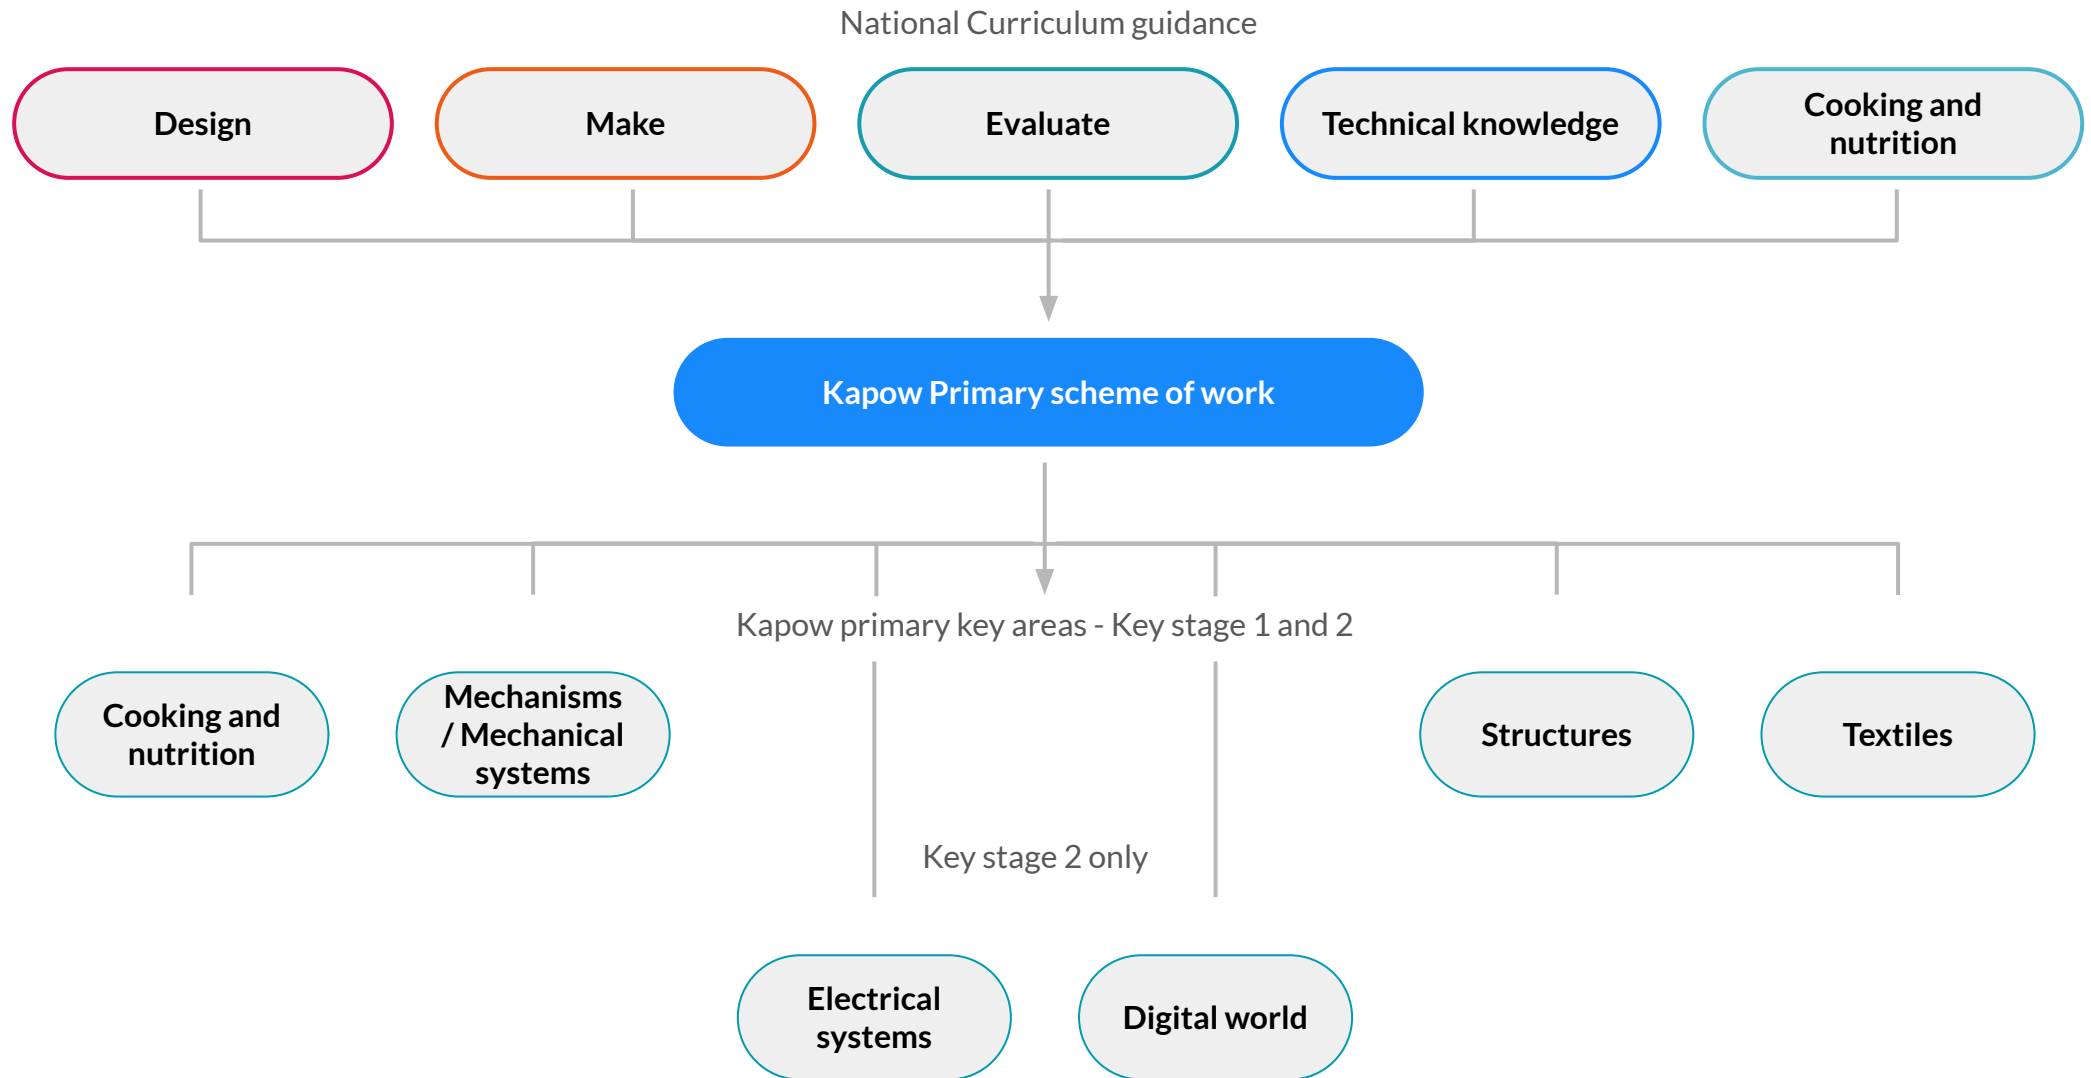 National Curriculum guidance
Design
Make
Evaluate
Technical knowledge
Cooking and
nutrition
Kapow Primary scheme of work
Kapow primary key areas - Key stage 1 and 2
Cooking and
nutrition
Mechanisms
/ Mechanical
systems
Structures
Textiles
Key stage 2 only
Electrical
systems
Digital world